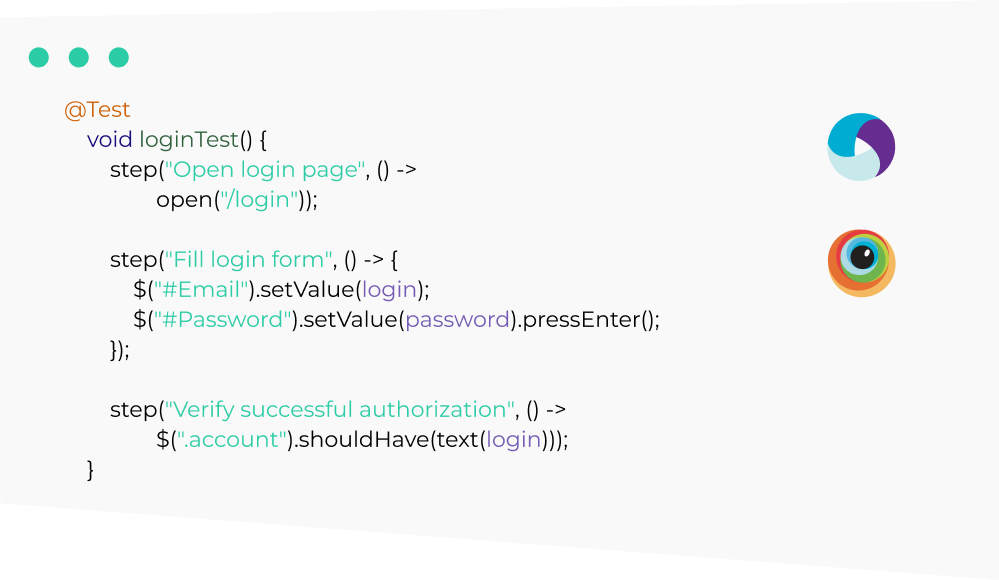 @Test
void loginTest() {
step("Open login page", () ->
open("/login"));
step("Fill login form", () -> {
$("#Email").setValue(login);
$("#Password").setValue(password).pressEnter();
});
step("Verify successful authorization", () ->
$(".account").shouldHave(text(login)));
}